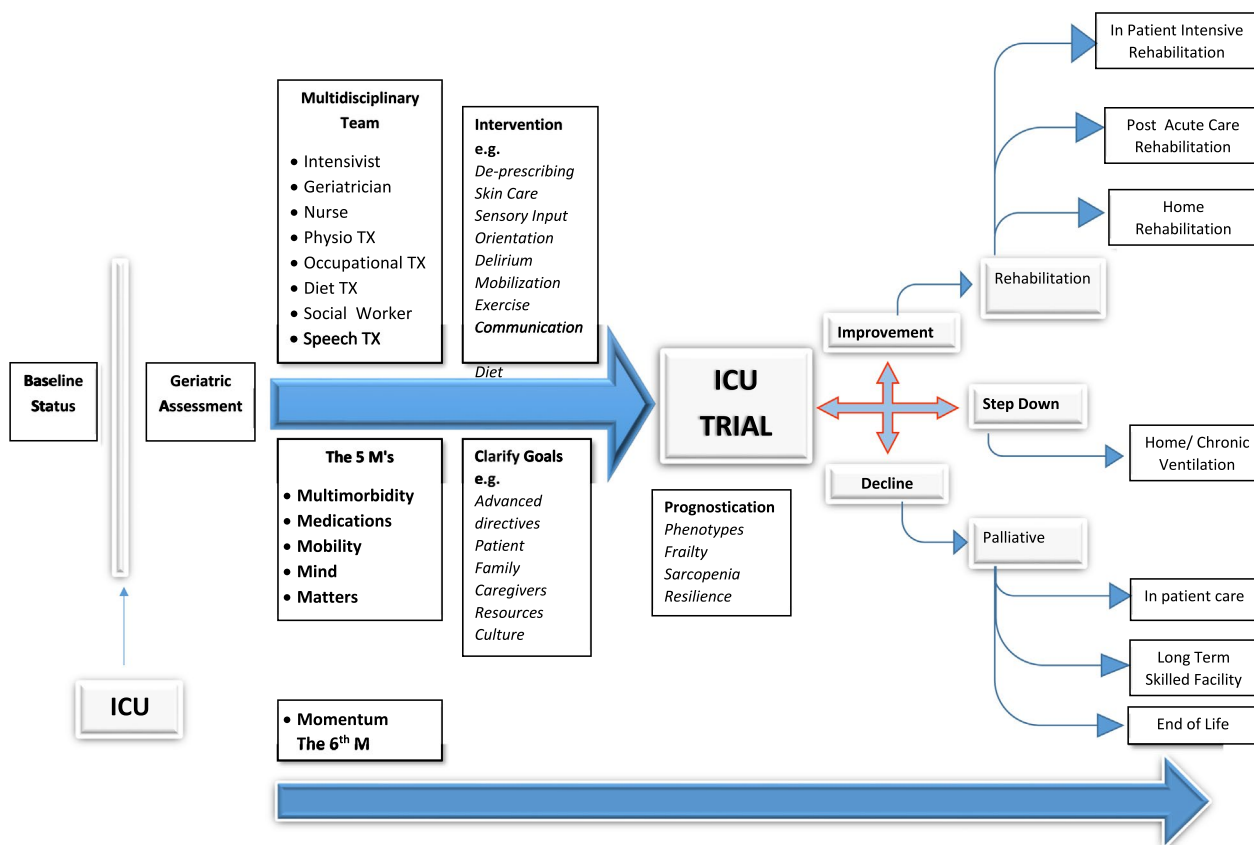 Baseline
Status
ICU
Geriatric
Assessment
Multidisciplinary
Team
• Intensivist
• Geriatrician
• Nurse
• Physio TX
• Occupational TX
• Diet TX
• Social Worker
• Speech TX
Intervention
e.g.
De-prescribing
Skin Care
Sensory Input
Orientation
Delirium
Mobilization
Exercise
Communication
Diet
The 5 M's
• Multimorbidity
• Medications
• Mobility
• Mind
• Matters
Clarify Goals
e.g.
Advanced
directives
Patient
Family
Caregivers
Resources
Culture
• Momentum
The 6th M
ICU
TRIAL
Prognostication
Phenotypes
Frailty
Sarcopenia
Resilience
Improvement
Rehabilitation
In Patient Intensive
Rehabilitation
Post Acute Care
Rehabilitation
Home
Rehabilitation
Step Down
Home/ Chronic
Ventilation
Decline
Palliative
In patient care
Long Term
Skilled Facility
End of Life